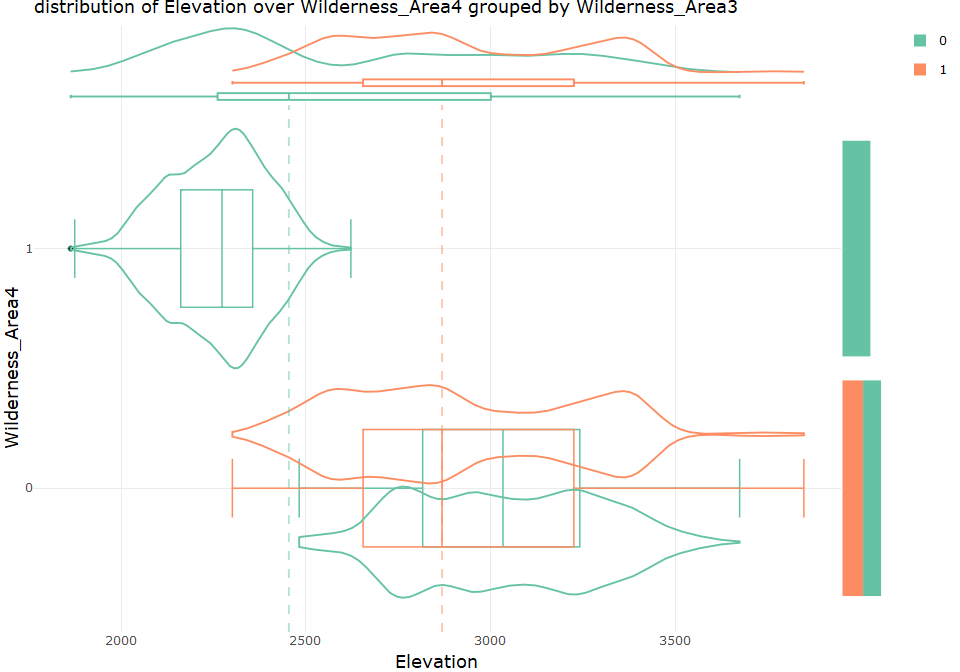 distribution of Elevation over Wilderness_Area4 grouped by Wilderness_Area3
0
1
Wilderness_Area4
1
0
2000 2500 3000 3500
Elevation